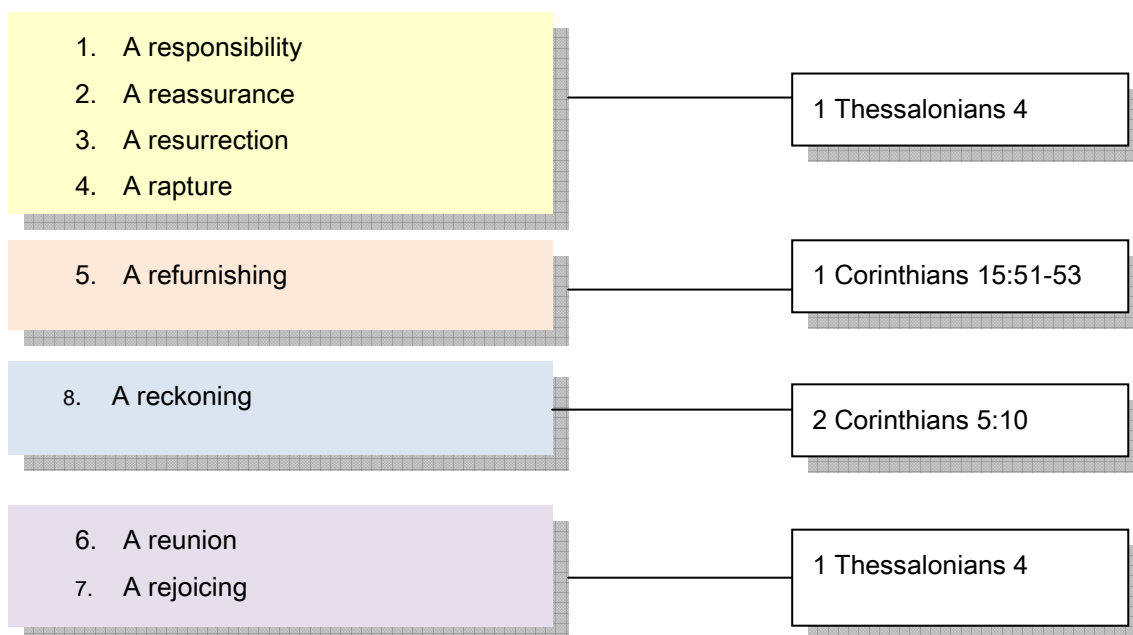 1. A responsibility
2. A reassurance
3. A resurrection
4. A rapture
1 Thessalonians 4
5. A refurnishing
1 Corinthians 15:51-53
8. A reckoning
2 Corinthians 5:10
6. A reunion
7. A rejoicing
1 Thessalonians 4